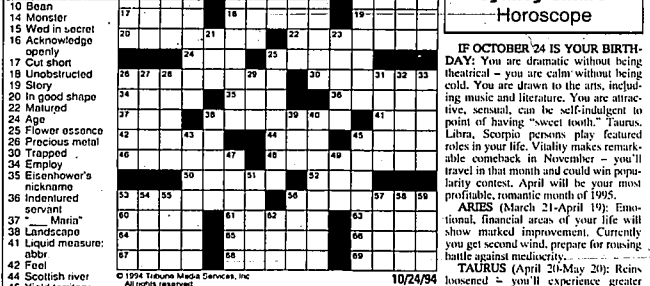 10 Bean
14 Monster
15 Wed in secret
16 Acknowledge
openly
17 Cut short
18 Unobstructed
19 Story
20 In good shape
22 Matured
24 Age
25 Flower essence
26 Precious metal
30 Trapped
34 Employ
35 Eisenhower's
nickname
36 Indentured
servant
37 "___ Maria"
38 Landscape
41 Liquid measure:
abbr.
42 Feel
44 Scottish river
17 18 19
20 21 22 23
24 25
26 27 28 29 30 31 32 33
34 35 36
37 38 39 40 41
42 43 44 45
46 47 48 49
50 51 52
53 54 55 56 57 58 59
60 61 62 63
64 65 66
67 68 69
© 1994 Tribune Media Services, Inc
All rights reserved
10/24/94
Horoscope
IF OCTOBER 24 IS YOUR BIRTH-
DAY: You are dramatic without being
theatrical – you are calm without being
cold. You are drawn to the arts, includ-
ing music and literature. You are attrac-
tive, sensual, can be self-indulgent to
point of having "sweet tooth." Taurus,
Libra, Scorpio persons play featured
roles in your life. Vitality makes remark-
able comeback in November – you'll
travel in that month and could win popu-
larity contest. April will be your most
profitable, romantic month of 1995.
ARIES (March 21-April 19): Emo-
tional, financial areas of your life will
show marked improvement. Currently
you get second wind, prepare for rousing
battle against mediocrity.
TAURUS (April 20-May 20): Reins
loosened – you'll experience greater